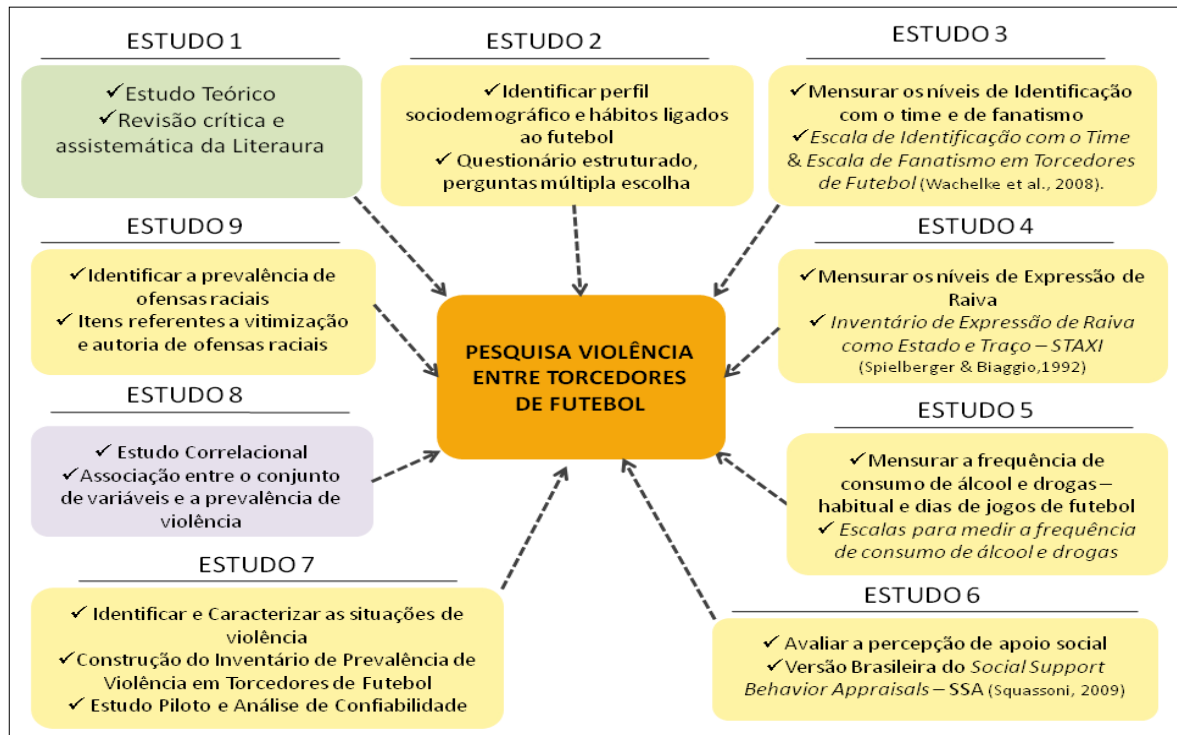 ESTUDO 1
✓Estudo Teórico
✓Revisão crítica e
assistemática da Literaura
ESTUDO 2
✓Identificar perfil
sociodemográfico e hábitos ligados
ao futebol
✓ Questionário estruturado,
perguntas múltipla escolha
ESTUDO 3
✓Mensurar os níveis de Identificação
com o time e de fanatismo
✓Escala de Identificação com o Time
& Escala de Fanatismo em Torcedores
de Futebol (Wachelke et al., 2008).
ESTUDO 9
✓Identificar a prevalência de
ofensas raciais
✓ Itens referentes a vitimização
e autoria de ofensas raciais
PESQUISA VIOLÊNCIA
ENTRE TORCEDORES
DE FUTEBOL
ESTUDO 4
✓Mensurar os níveis de Expressão de
Raiva
✓ Inventário de Expressão de Raiva
como Estado e Traço – STAXI
(Spielberger & Biaggio,1992)
ESTUDO 8
✓ Estudo Correlacional
✓Associação entre o conjunto
de variáveis e a prevalência de
violência
ESTUDO 5
✓Mensurar a frequência de
consumo de álcool e drogas–
habitual e dias de jogos de futebol
✓ Escalas para medir a frequência
de consumo de álcool e drogas
ESTUDO 7
✓ Identificar e Caracterizar as situações de
violência
✓Construção do Inventário de Prevalência de
Violência em Torcedores de Futebol
✓ Estudo Piloto e Análise de Confiabilidade
ESTUDO 6
✓ Avaliar a percepção de apoio social
✓Versão Brasileira do Social Support
Behavior Appraisals – SSA (Squassoni, 2009)